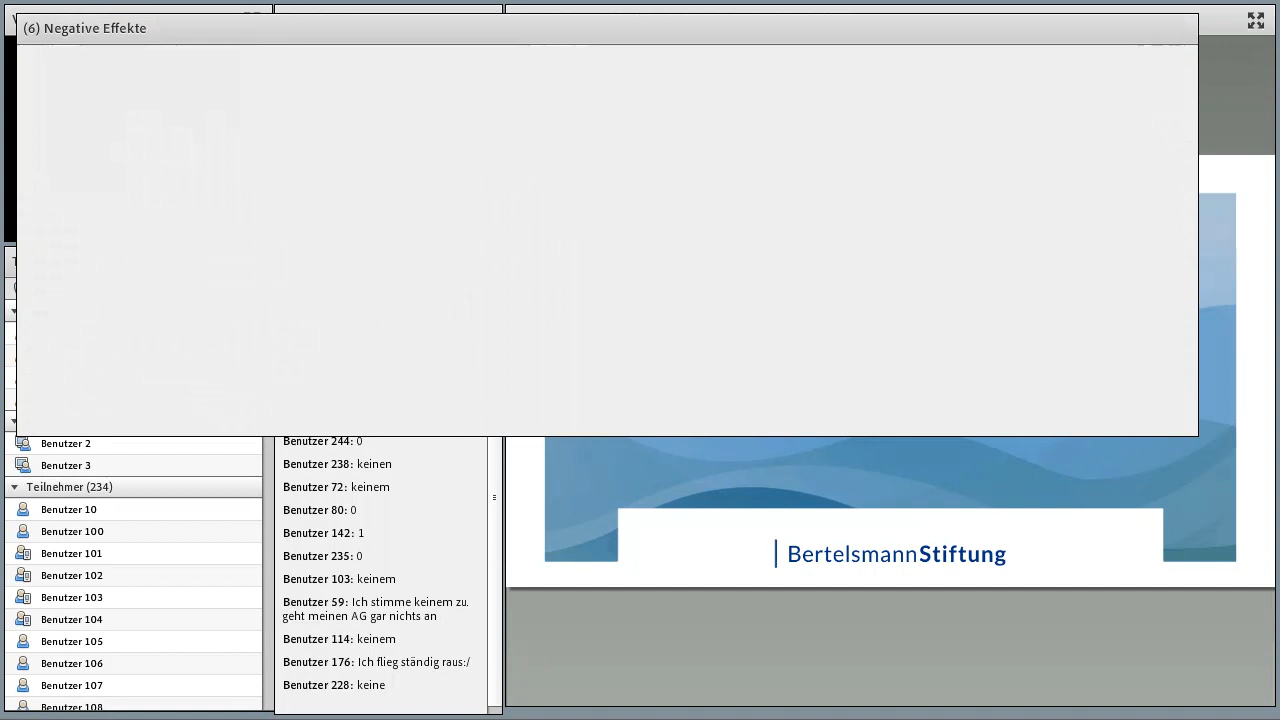 (6) Negative Effekte
Benutzer 2
Benutzer 3
Teilnehmer (234)
Benutzer 10
Benutzer 100
Benutzer 101
Benutzer 102
Benutzer 103
Benutzer 104
Benutzer 105
Benutzer 106
Benutzer 107
Benutzer 108
Benutzer 244: 0
Benutzer 238: keinen
Benutzer 72: keinem
Benutzer 80: 0
Benutzer 142: 1
Benutzer 235: 0
Benutzer 103: keinem
Benutzer 59: Ich stimme keinem zu.
geht meinen AG gar nichts an
Benutzer 114: keinem
Benutzer 176: Ich flieg ständig raus:/
Benutzer 228: keine
BertelsmannStiftung